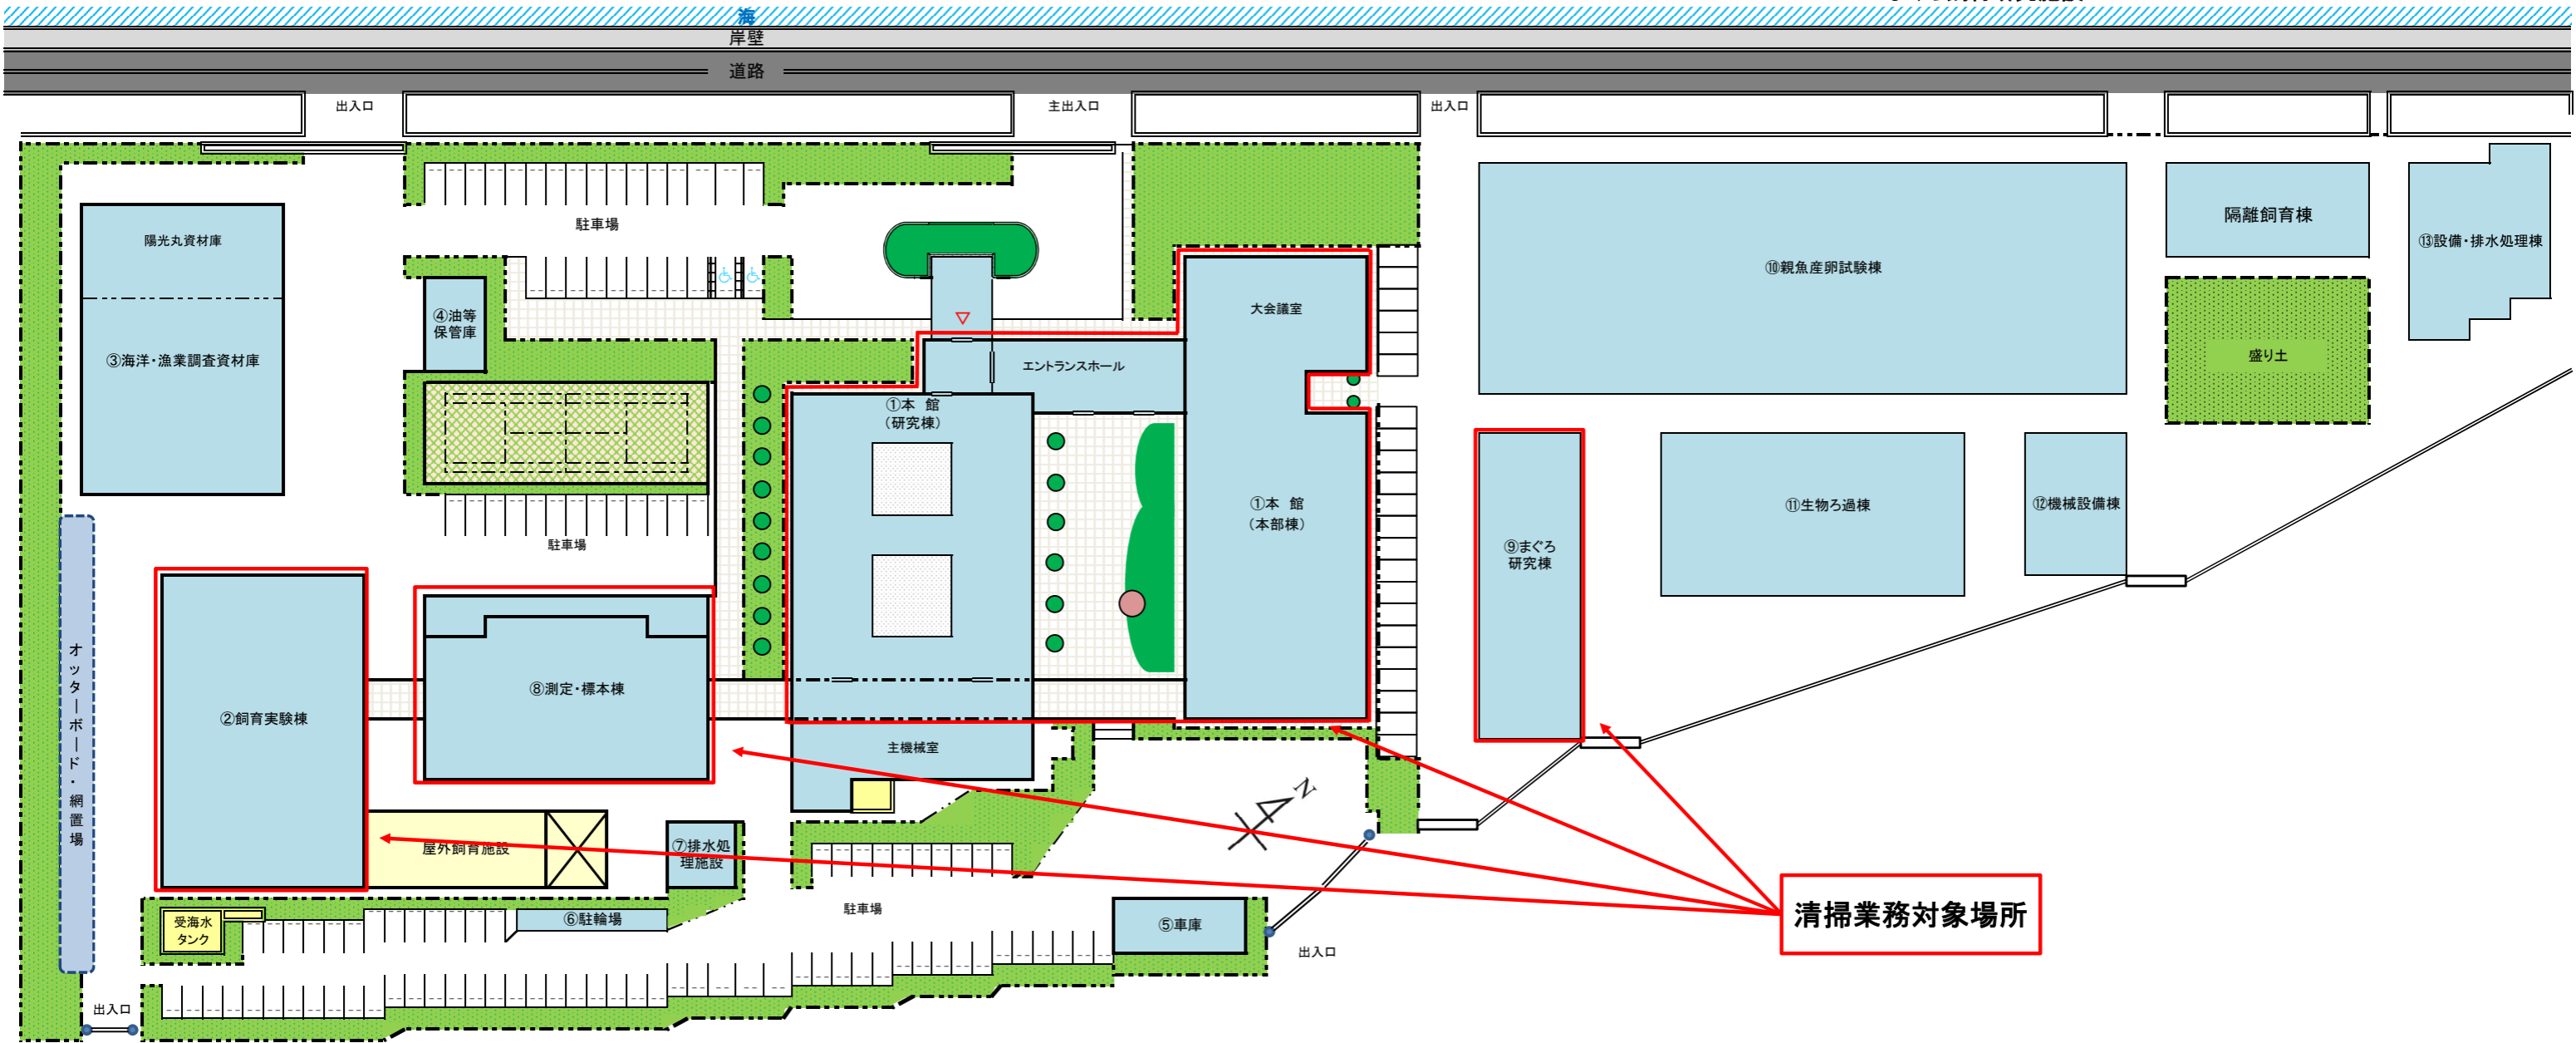 海
岸壁
道路
出入口
主出入口
出入口
陽光丸資材庫
③海洋・漁業調査資材庫
駐車場
④油等
保管庫
駐車場
エントランスホール
①本 館
(研究棟)
大会議室
①本 館
(本部棟)
⑩親魚産卵試験棟
隔離飼育棟
⑬設備・排水処理棟
盛り土
⑨まぐろ
研究棟
⑪生物ろ過棟
⑫機械設備棟
オッターボード・網置場
②飼育実験棟
⑧測定・標本棟
主機械室
屋外飼育施設
⑦排水処
理施設
N
受海水
タンク
⑥駐輪場
駐車場
⑤車庫
出入口
清掃業務対象場所
出入口